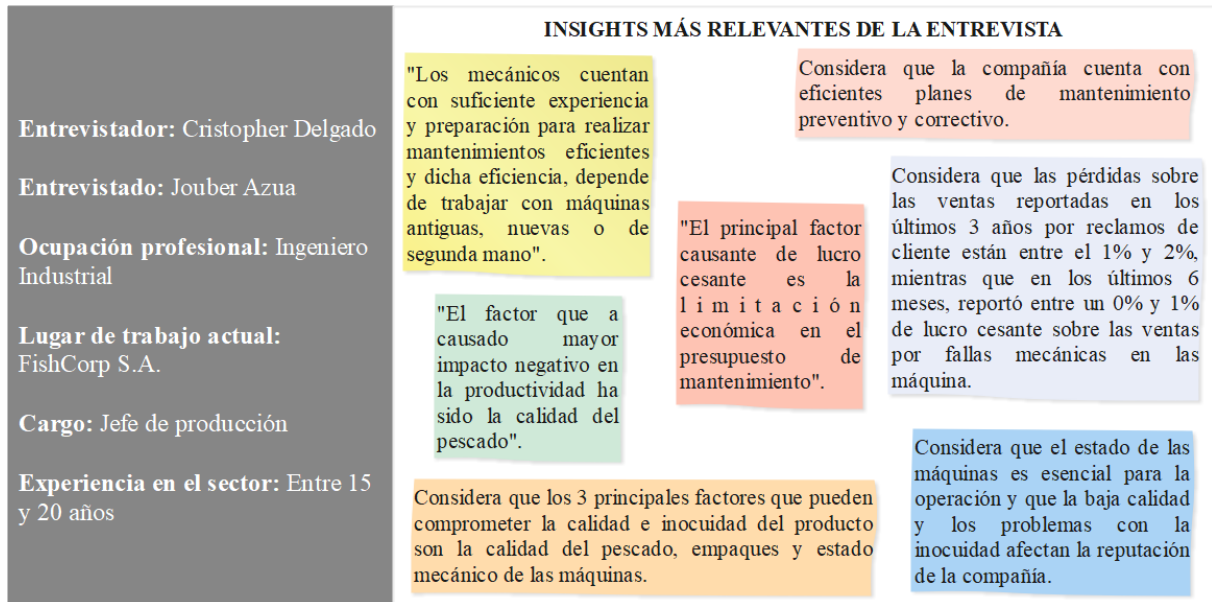 Entrevistador: Cristopher Delgado
Entrevistado: Jouber Azua
Ocupación profesional: Ingeniero
Industrial
Lugar de trabajo actual:
FishCorp S.A.
Cargo: Jefe de producción
Experiencia en el sector: Entre 15
y 20 años
INSIGHTS MÁS RELEVANTES DE LA ENTREVISTA
"Los mecánicos cuentan
con suficiente experiencia
y preparación para realizar
mantenimientos eficientes
y dicha eficiencia, depende
de trabajar con máquinas
antiguas, nuevas o de
segunda mano".
Considera que la compañía cuenta con
eficientes planes de mantenimiento
preventivo y correctivo.
"El principal factor
causante de lucro
cesante es la
limitación
económica en el
presupuesto de
mantenimiento".
Considera que las pérdidas sobre
las ventas reportadas en los
últimos 3 años por reclamos de
cliente están entre el 1% y 2%,
mientras que en los últimos 6
meses, reportó entre un 0% y 1%
de lucro cesante sobre las ventas
por fallas mecánicas en las
máquina.
"El factor que a
causado mayor
impacto negativo en
la productividad ha
sido la calidad del
pescado".
Considera que los 3 principales factores que pueden
comprometer la calidad e inocuidad del producto
son la calidad del pescado, empaques y estado
mecánico de las máquinas.
Considera que el estado de las
máquinas es esencial para la
operación y que la baja calidad
y los problemas con la
inocuidad afectan la reputación
de la compañía.